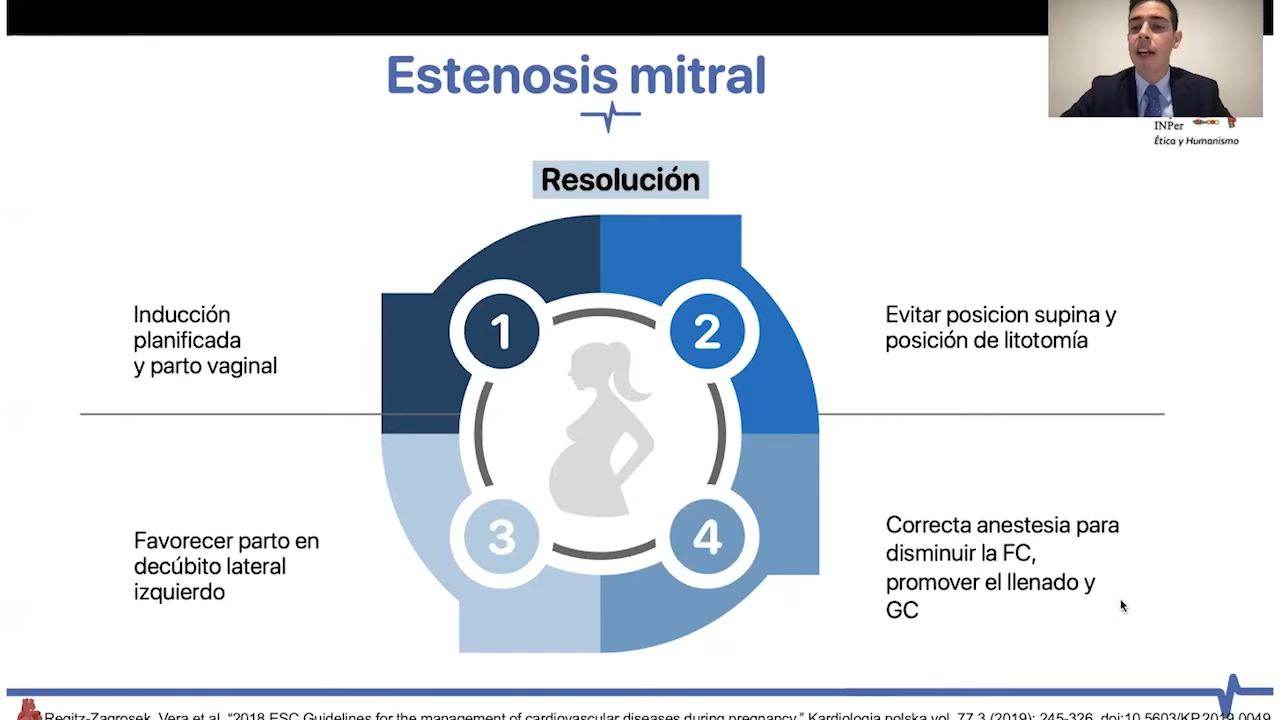 Estenosis mitral
INPer
Ética y Humanismo
Resolución
1
Inducción
planificada
y parto vaginal
2
Evitar posicion supina y
posición de litotomía
3
Favorecer parto en
decúbito lateral
izquierdo
4
Correcta anestesia para
disminuir la FC,
promover el llenado y
GC
Regitz-Zagrosek, Vera et al. “2018 ESC Guidelines for the management of cardiovascular diseases during pregnancy.” Kardiologia polska vol. 77,3 (2019): 245-326. doi:10.5603/KP.2019.0049